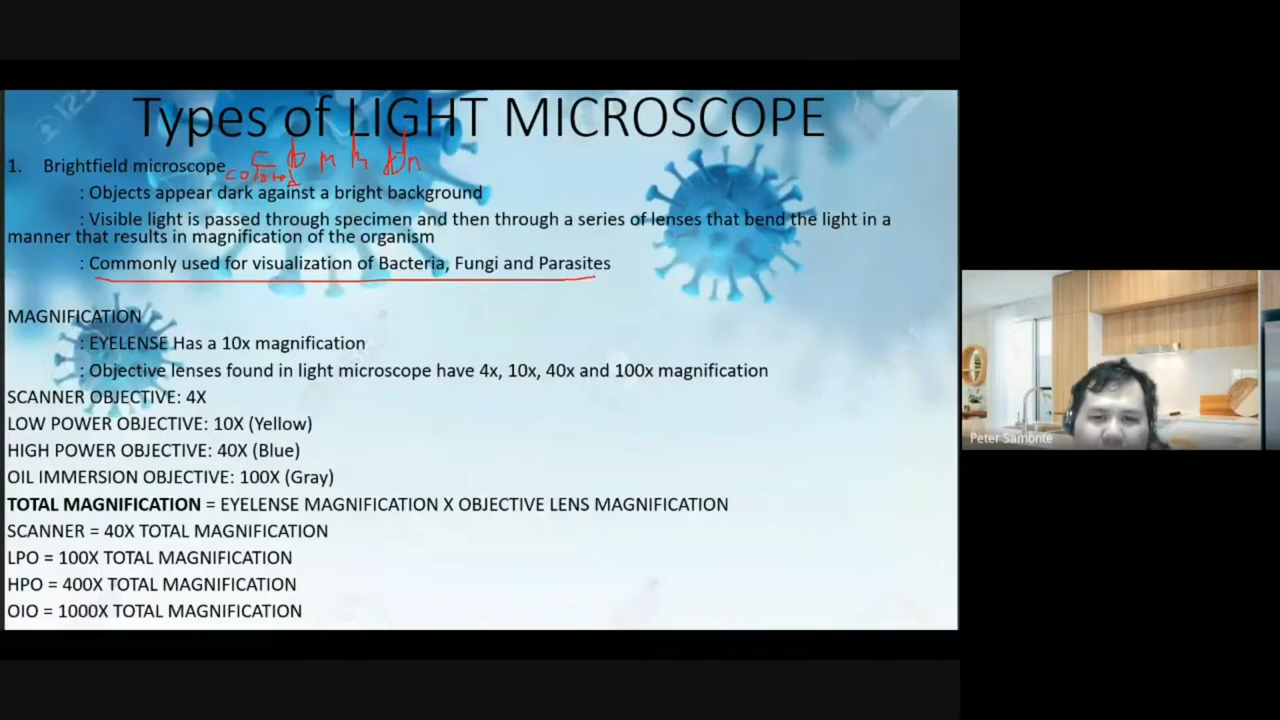 Types of LIGHT MICROSCOPE
1. Brightfield microscope
colored
: Objects appear dark against a bright background
: Visible light is passed through specimen and then through a series of lenses that bend the light in a
manner that results in magnification of the organism
: Commonly used for visualization of Bacteria, Fungi and Parasites
MAGNIFICATION
: EYELENSE Has a 10x magnification
: Objective lenses found in light microscope have 4x, 10x, 40x and 100x magnification
SCANNER OBJECTIVE: 4X
LOW POWER OBJECTIVE: 10X (Yellow)
HIGH POWER OBJECTIVE: 40X (Blue)
OIL IMMERSION OBJECTIVE: 100X (Gray)
TOTAL MAGNIFICATION = EYELENSE MAGNIFICATION X OBJECTIVE LENS MAGNIFICATION
SCANNER = 40X TOTAL MAGNIFICATION
LPO = 100X TOTAL MAGNIFICATION
HPO = 400X TOTAL MAGNIFICATION
OIO = 1000X TOTAL MAGNIFICATION
Peter Samonte